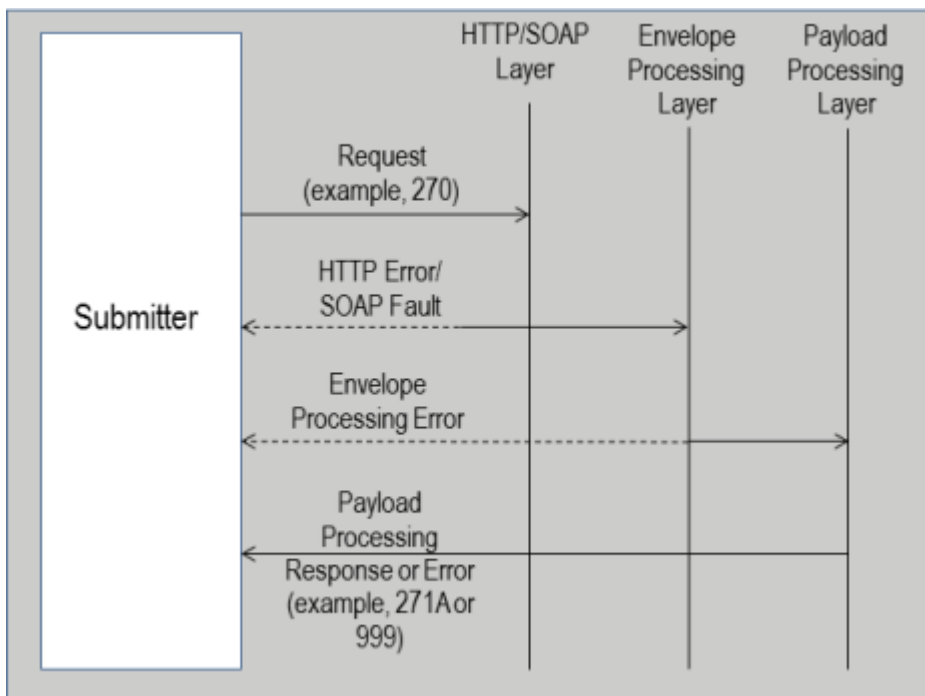 HTTP/SOAP
Layer
Envelope
Processing
Layer
Payload
Processing
Layer
Request
(example, 270)
HTTP Error/
SOAP Fault
Submitter
Envelope
Processing Error
Payload
Processing
Response or Error
(example, 271A or
999)